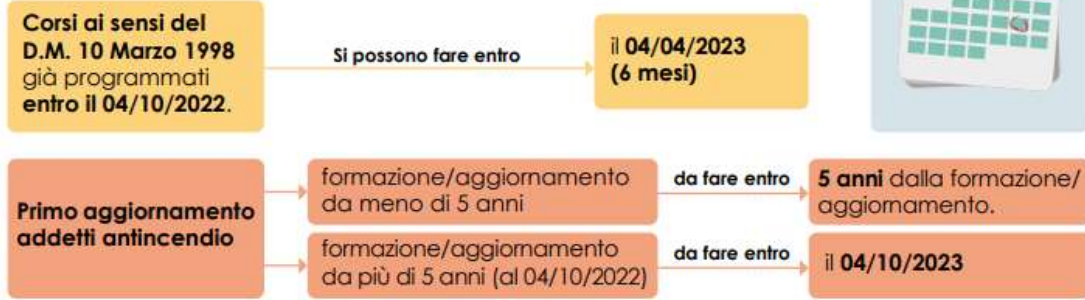 Corsi ai sensi del
D.M. 10 Marzo 1998
già programmati
entro il 04/10/2022.
Si possono fare entro
il 04/04/2023
(6 mesi)
Primo aggiornamento
addetti antincendio
formazione/aggiornamento
da meno di 5 anni
da fare entro
5 anni dalla formazione/
aggiornamento.
formazione/aggiornamento
da più di 5 anni (al 04/10/2022)
da fare entro
il 04/10/2023